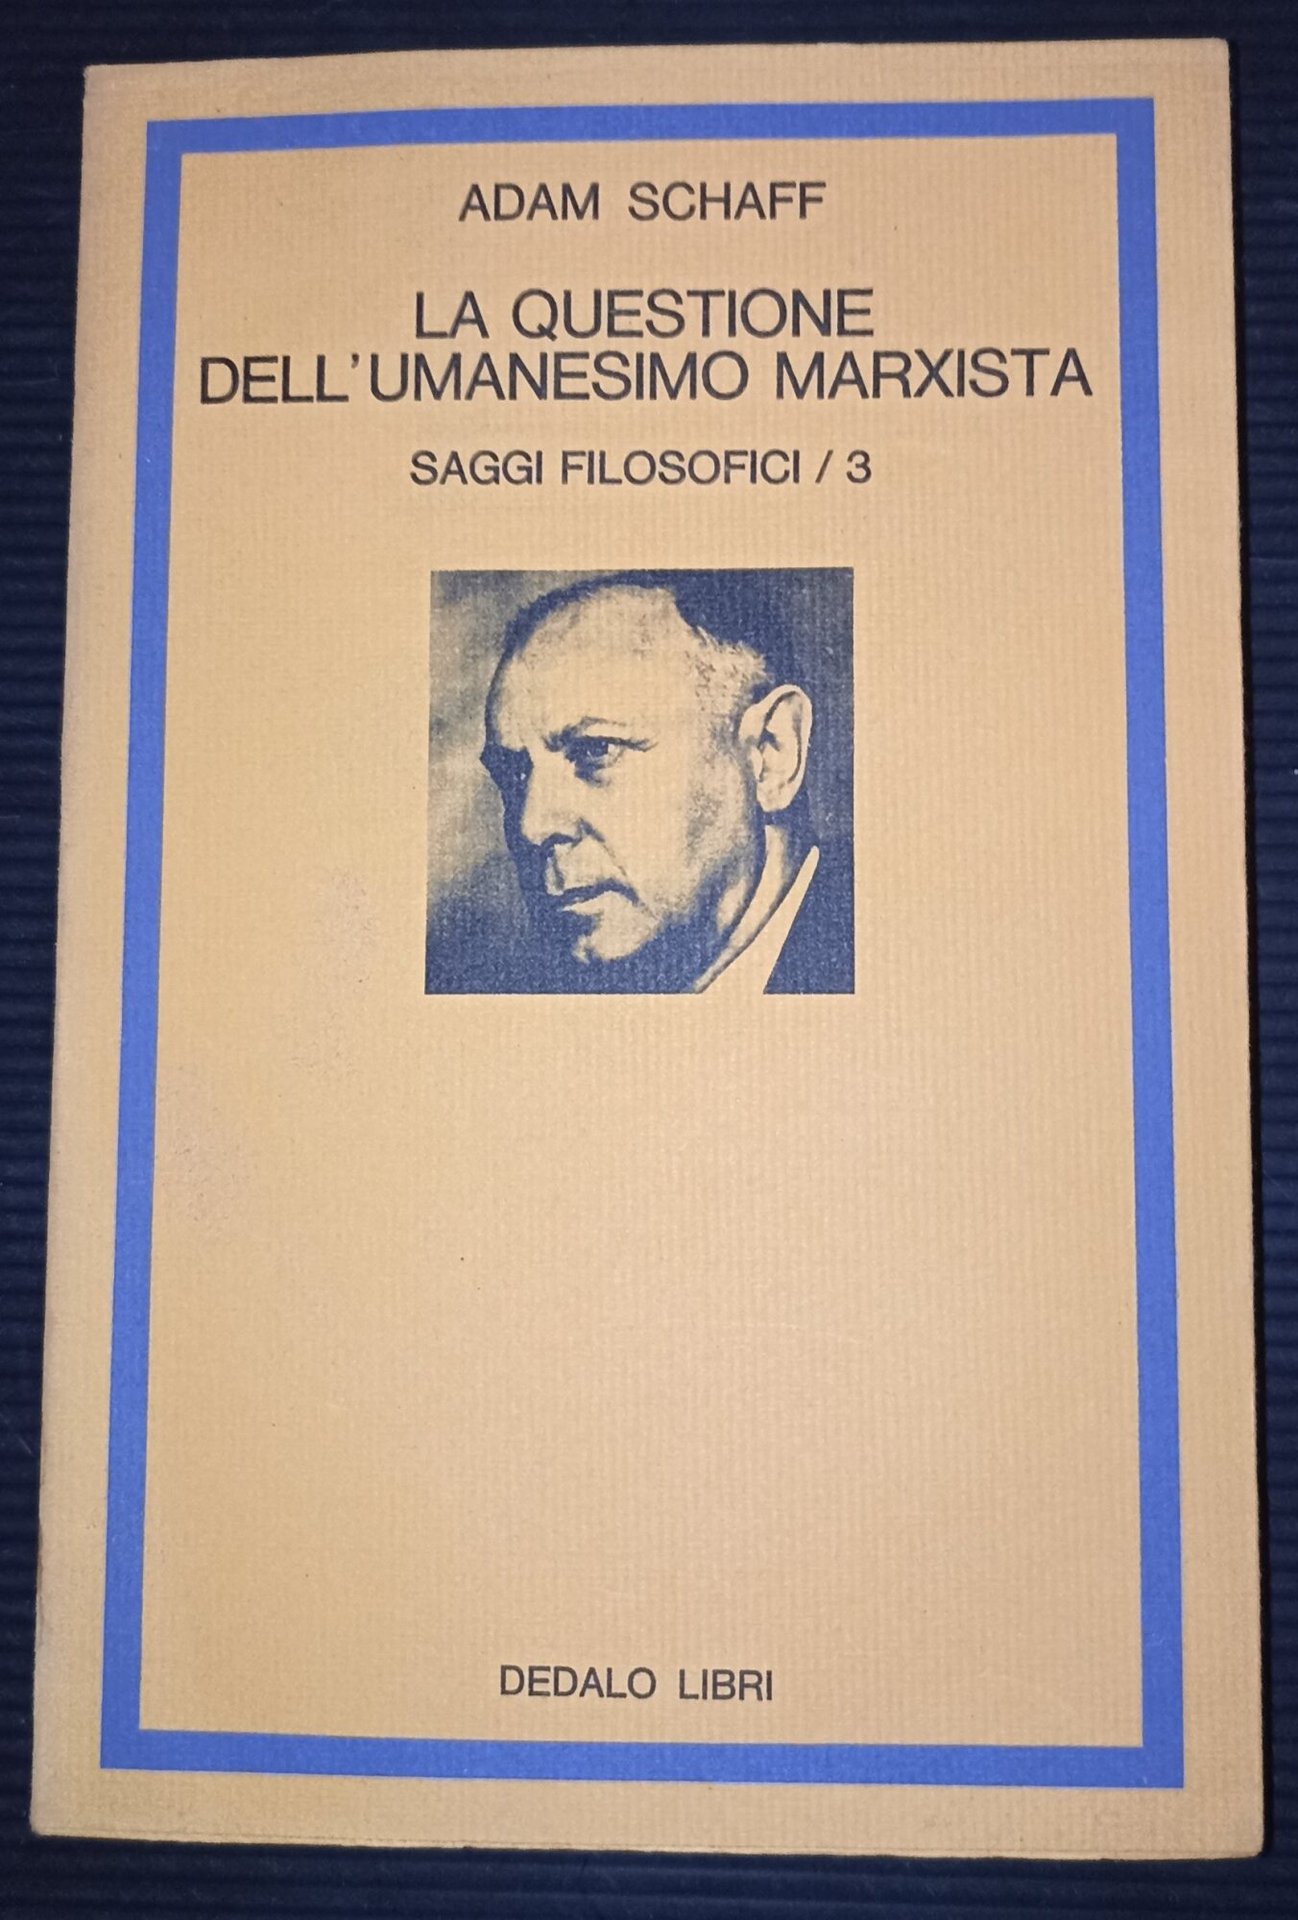 ADAM SCHAFF
LA QUESTIONE
DELL'UMANESIMO MARXISTA
SAGGI FILOSOFICI / 3
DEDALO LIBRI